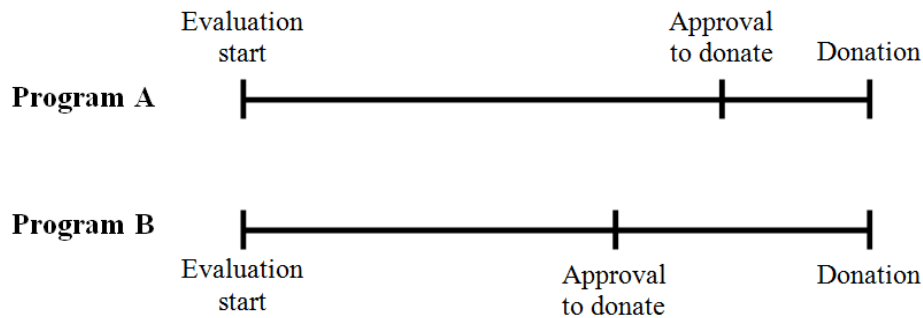 Evaluation
start
Approval
to donate
Donation
Program A
Program B
Evaluation
start
Approval
to donate
Donation